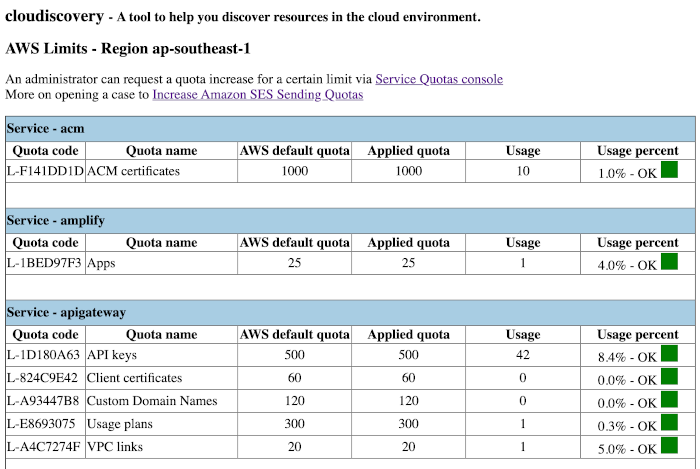 cloudiscovery - A tool to help you discover resources in the cloud environment.
AWS Limits - Region ap-southeast-1
An administrator can request a quota increase for a certain limit via Service Quotas console
More on opening a case to Increase Amazon SES Sending Quotas
Service - acm
Quota code Quota name AWS default quota Applied quota Usage Usage percent
L-F141DD1D ACM certificates 1000 1000 10 1.0% - OK
Service - amplify
Quota code Quota name AWS default quota Applied quota Usage Usage percent
L-1BED97F3 Apps 25 25 1 4.0% - OK
Service - apigateway
Quota code Quota name AWS default quota Applied quota Usage Usage percent
L-1D180A63 API keys 500 500 42 8.4% - OK
L-824C9E42 Client certificates 60 60 0 0.0% - OK
L-A93447B8 Custom Domain Names 120 120 0 0.0% - OK
L-E8693075 Usage plans 300 300 1 0.3% - OK
L-A4C7274F VPC links 20 20 1 5.0% - OK